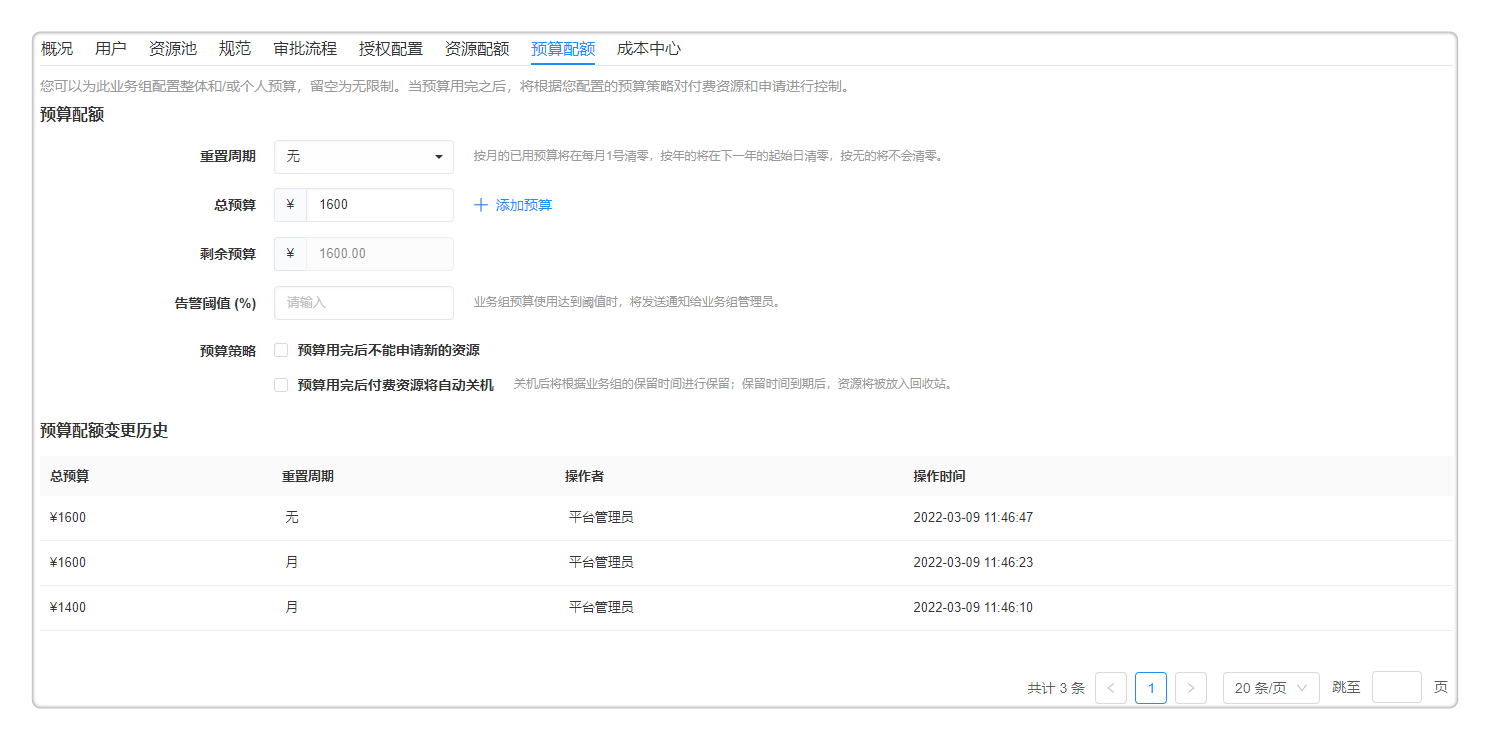 概况 用户 资源池 规范 审批流程 授权配置 资源配额 预算配额 成本中心
您可以为此业务组配置整体和/或个人预算，留空为无限制。当预算用完之后，将根据您配置的预算策略对付费资源和申请进行控制。
预算配额
重置周期 无 按月的已用预算将在每月1号清零，按年的将在下一年的起始日清零，按无的将不会清零。
总预算 ¥ 1600 + 添加预算
剩余预算 ¥ 1600.00
告警阈值 (%) 请输入 业务组预算使用达到阈值时，将发送通知给业务组管理员。
预算策略 预算用完后不能申请新的资源
预算用完后付费资源将自动关机 关机后将根据业务组的保留时间进行保留；保留时间到期后，资源将被放入回收站。
预算配额变更历史
总预算 重置周期 操作者 操作时间
¥1600 无 平台管理员 2022-03-09 11:46:47
¥1600 月 平台管理员 2022-03-09 11:46:23
¥1400 月 平台管理员 2022-03-09 11:46:10
共计 3 条 < 1 > 20 条/页 跳至 页